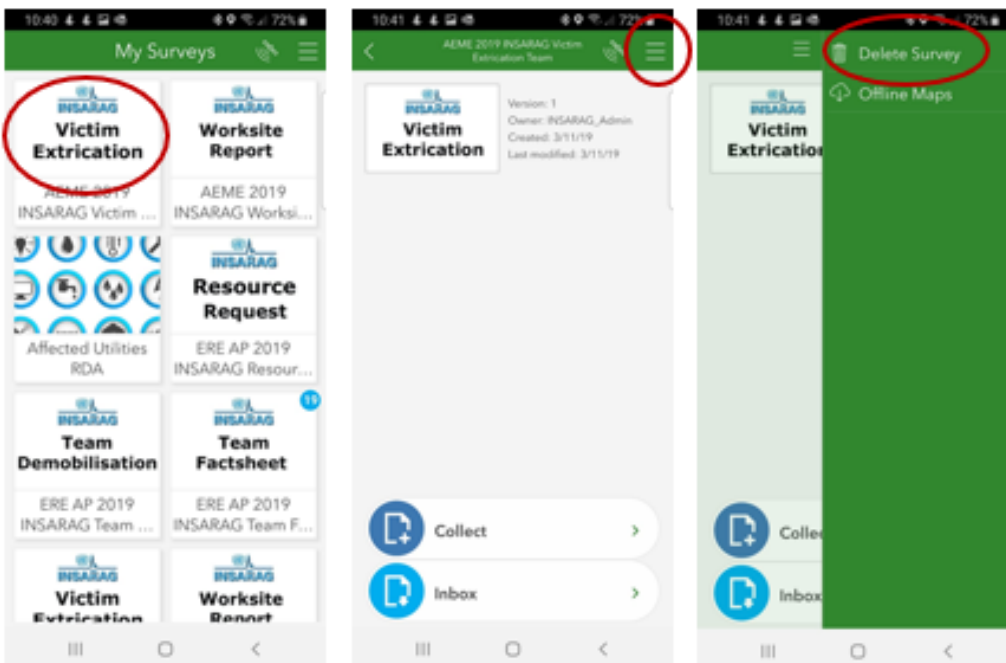 10:40
72%
My Surveys
INSARAG
Victim
Extrication
AEME 2019
INSARAG Victim ...
INSARAG
Worksite
Report
AEME 2019
INSARAG Worksi...
Affected Utilities
RDA
INSARAG
Resource
Request
ERE AP 2019
INSARAG Resour...
INSARAG
Team
Demobilisation
ERE AP 2019
INSARAG Team ...
19
INSARAG
Team
Factsheet
ERE AP 2019
INSARAG Team F...
INSARAG
Victim
Extrication
INSARAG
Worksite
Report
10:41
72%
AEME 2019 INSARAG Victim
Extrication Team
INSARAG
Victim
Extrication
Version: 1
Owner: INSARAG_Admin
Created: 3/11/19
Last modified: 3/11/19
Collect
Inbox
10:41
72%
Delete Survey
Offline Maps
INSARAG
Victim
Extrication
Collec
Inbox